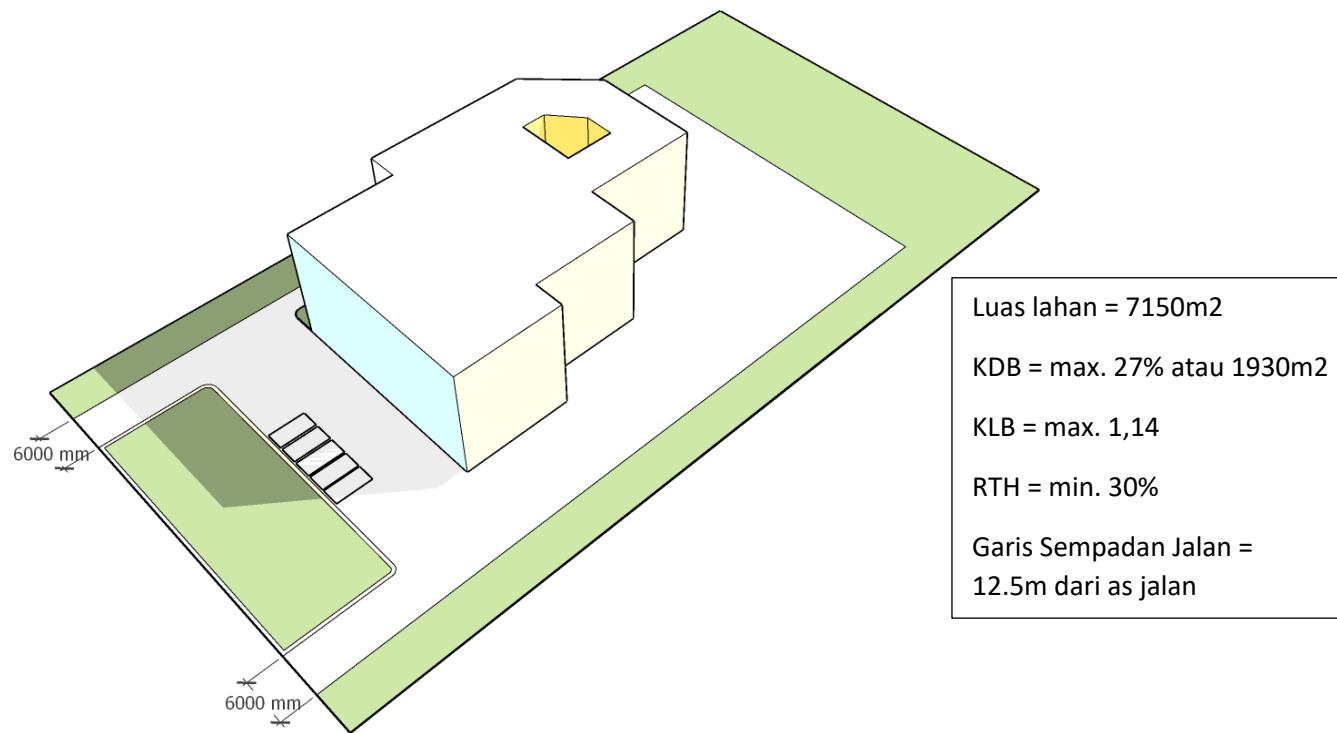 6000 mm
6000 mm
Luas lahan = 7150m2
KDB = max. 27% atau 1930m2
KLB = max. 1,14
RTH = min. 30%
Garis Sempadan Jalan =
12.5m dari as jalan